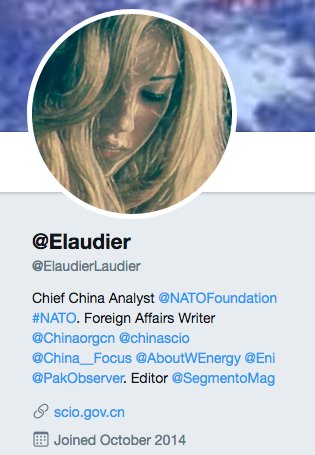 @Elaudier
@ElaudierLaudier
Chief China Analyst @NATOFoundation
#NATO. Foreign Affairs Writer
@Chinaorgcn @chinascio
@China__Focus @AboutWEnergy @Eni
@PakObserver. Editor @SegmentoMag
scio.gov.cn
Joined October 2014